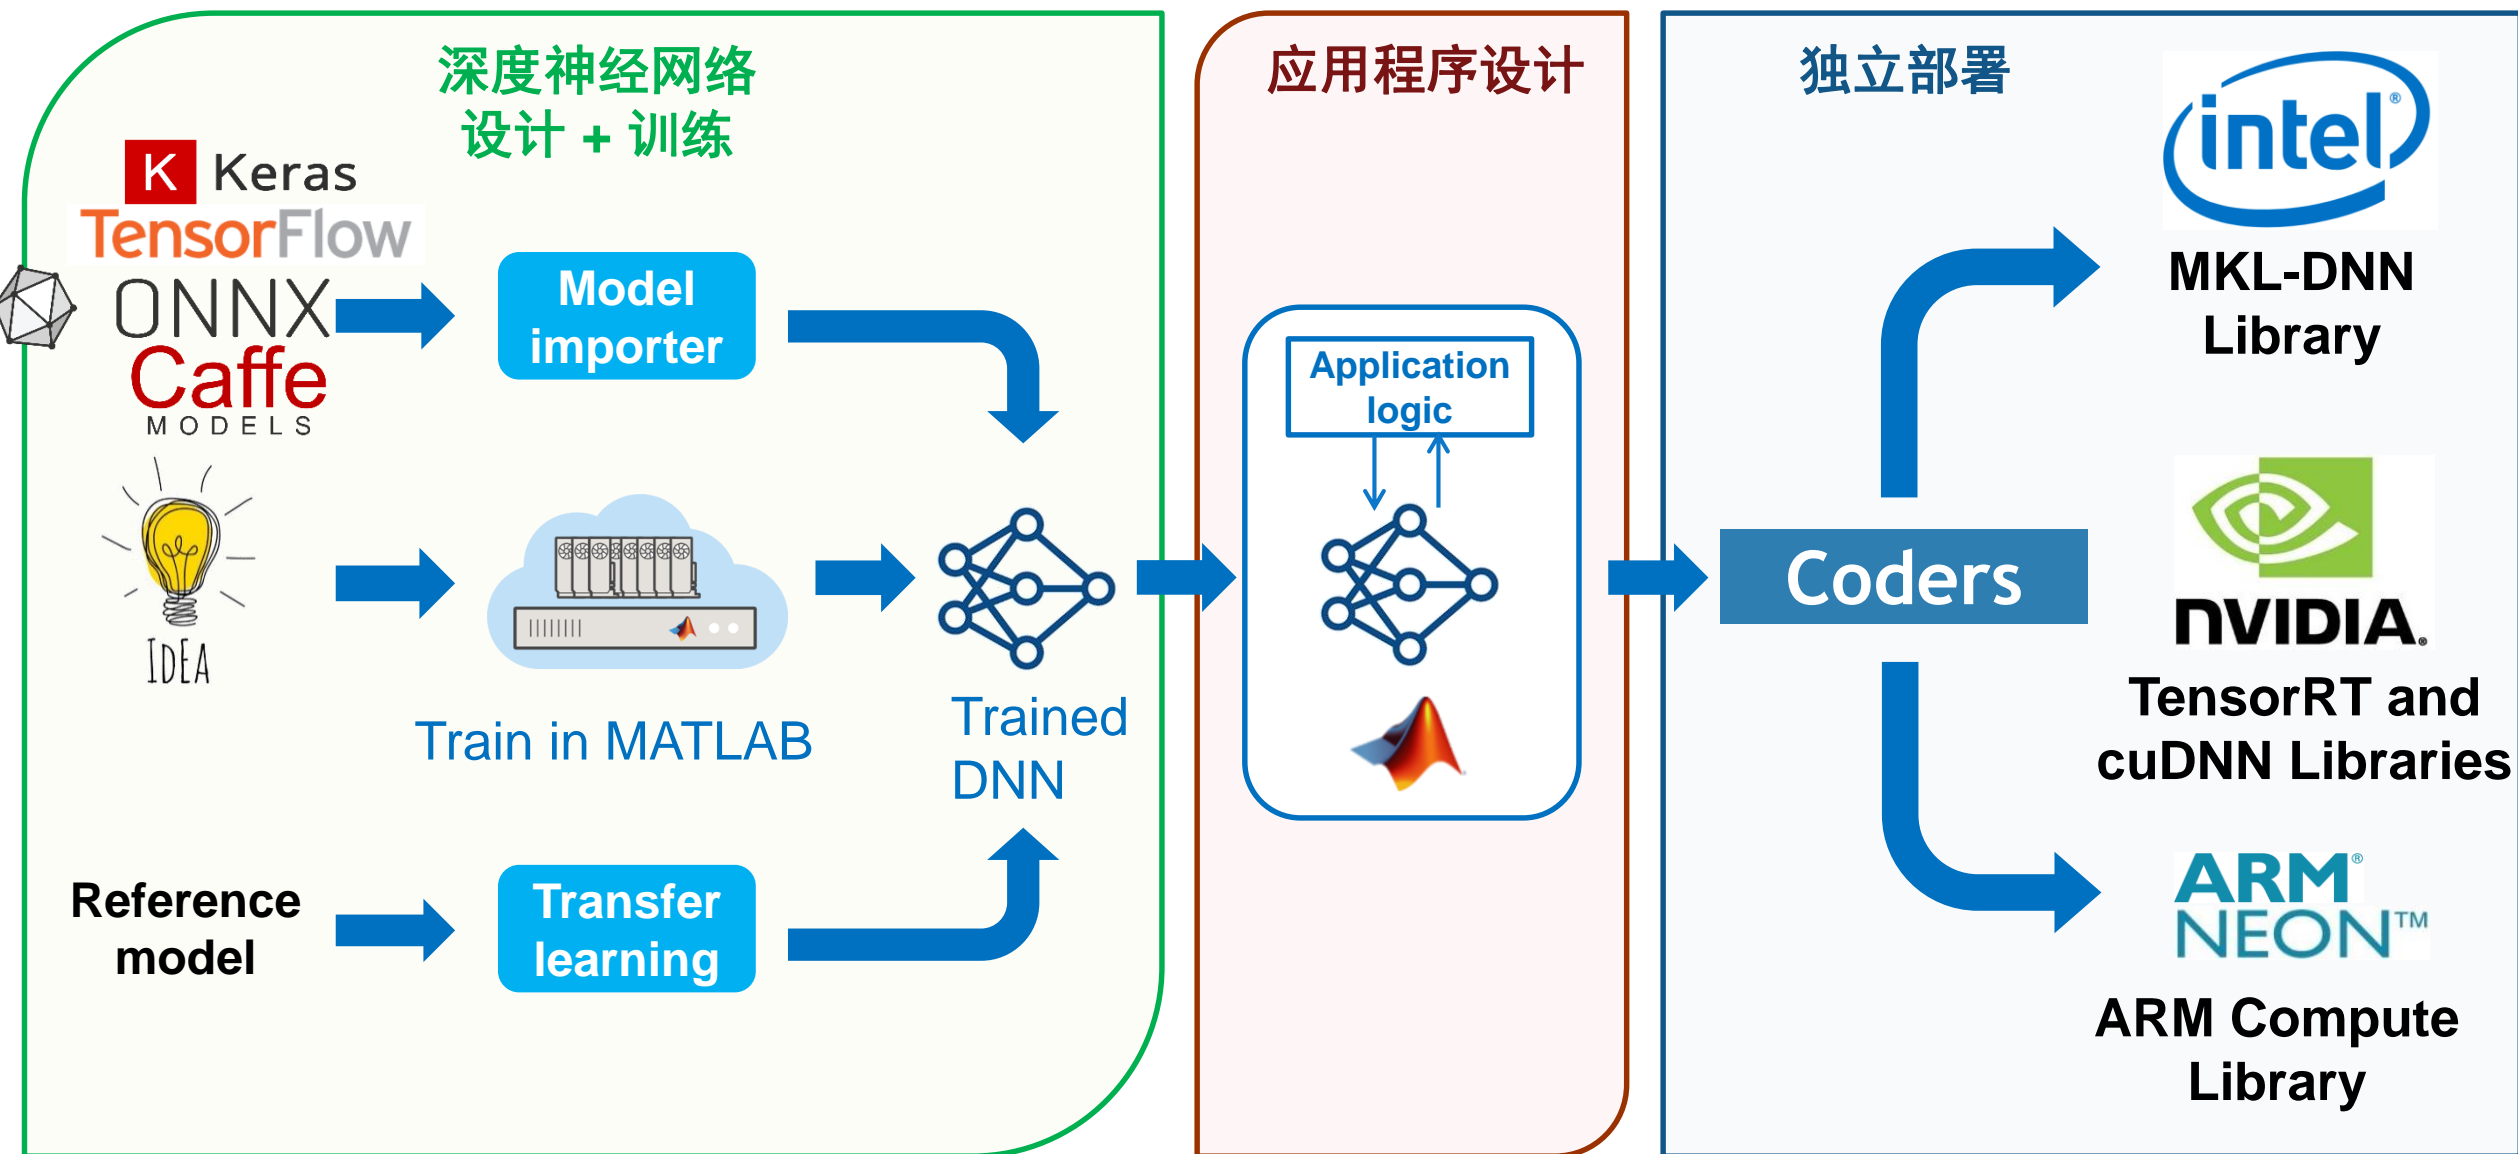 深度神经网络
设计 + 训练
K Keras
TensorFlow
ONNX
Caffe
MODELS
Model
importer
IDEA
Train in MATLAB
Trained
DNN
Reference
model
Transfer
learning
应用程序设计
Application
logic
独立部署
Coders
intel®
MKL-DNN
Library
NVIDIA®
TensorRT and
cuDNN Libraries
ARM®
NEON™
ARM Compute
Library